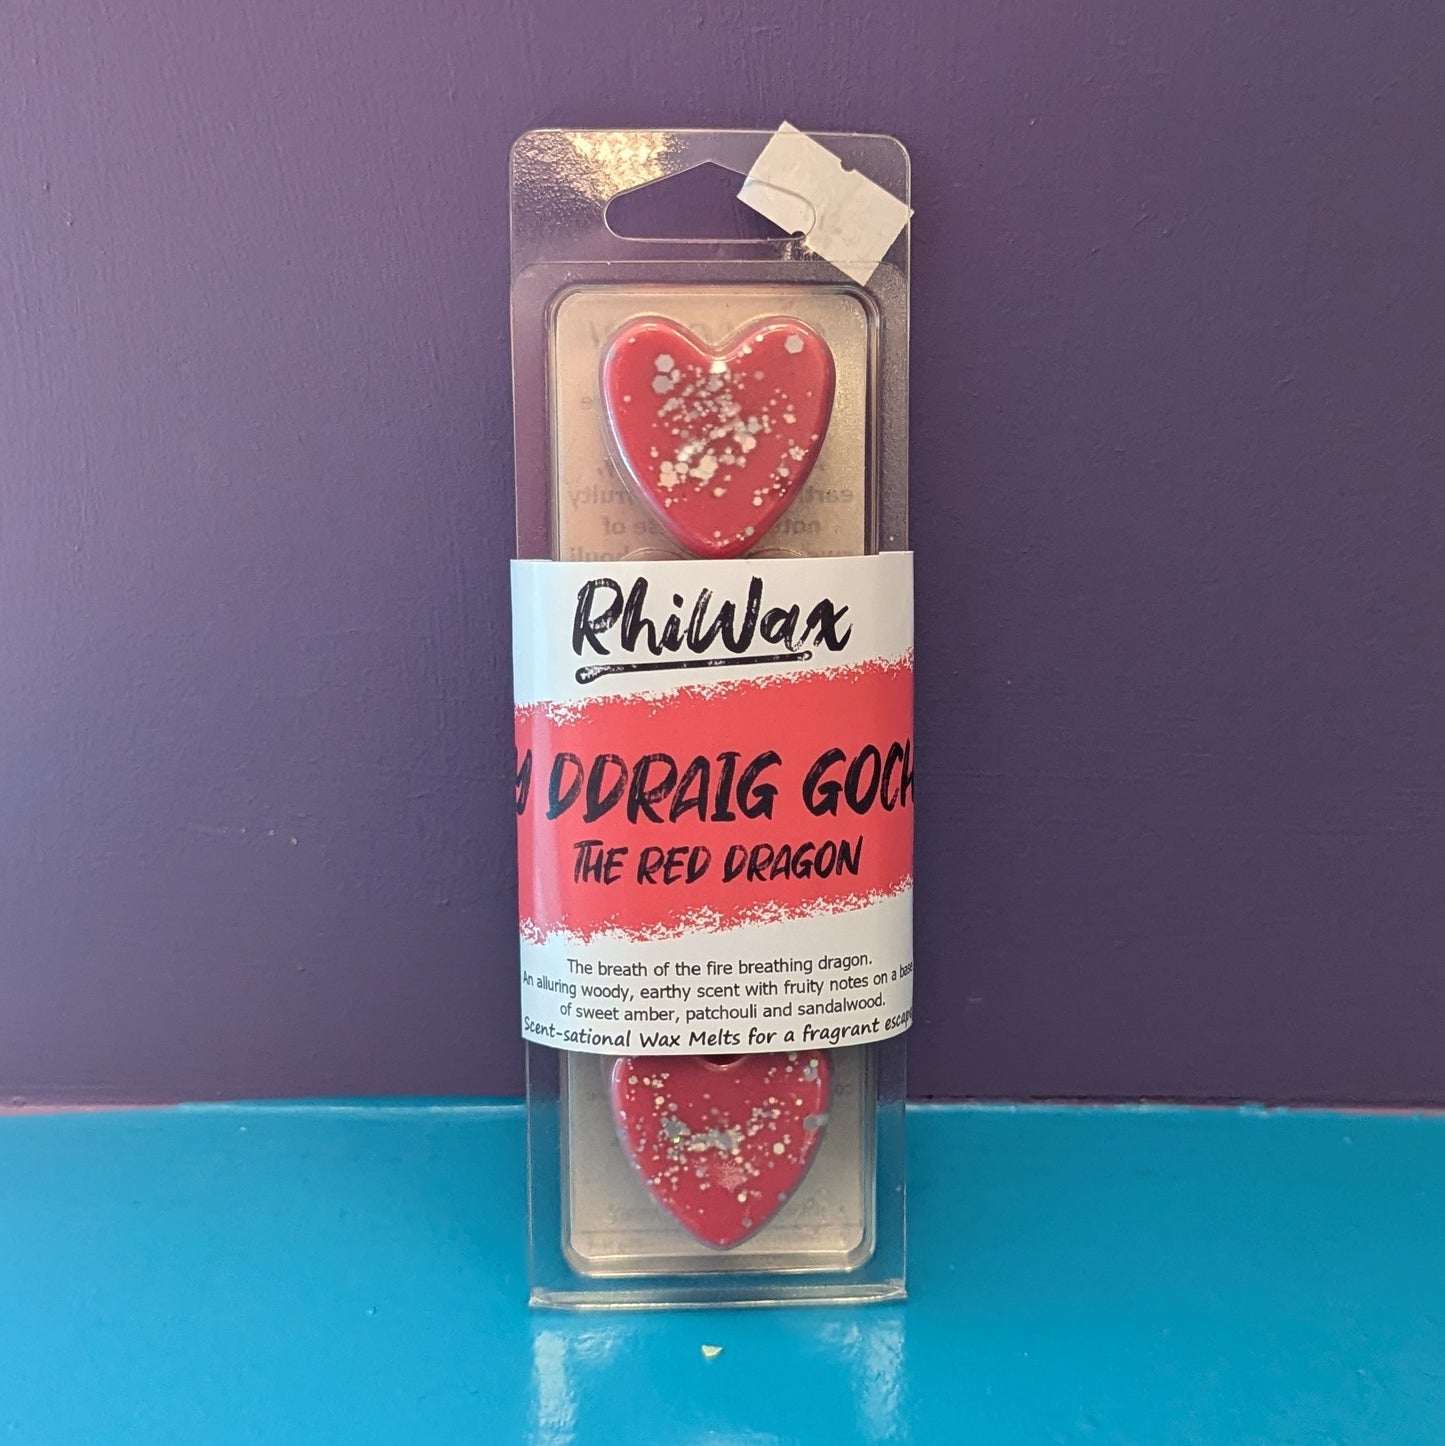 RhiWax
Y DDRAIG GOCH
THE RED DRAGON
The breath of the fire breathing dragon.
An alluring woody, earthy scent with fruity notes on a base
of sweet amber, patchouli and sandalwood.
Scent-sational Wax Melts for a fragrant escape